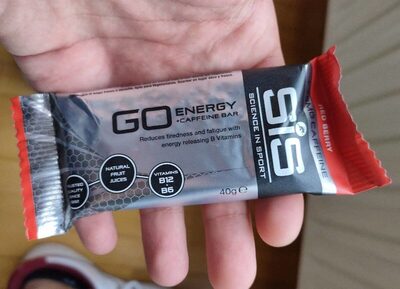 GO ENERGY
+CAFFEINE BAR
Reduces tiredness and fatigue with
energy releasing B Vitamins
NATURAL
FRUIT
JUICES
VITAMINS
B12
B6
40g e
SiS
SCIENCE IN SPORT
RED BERRY
CAFFEINE